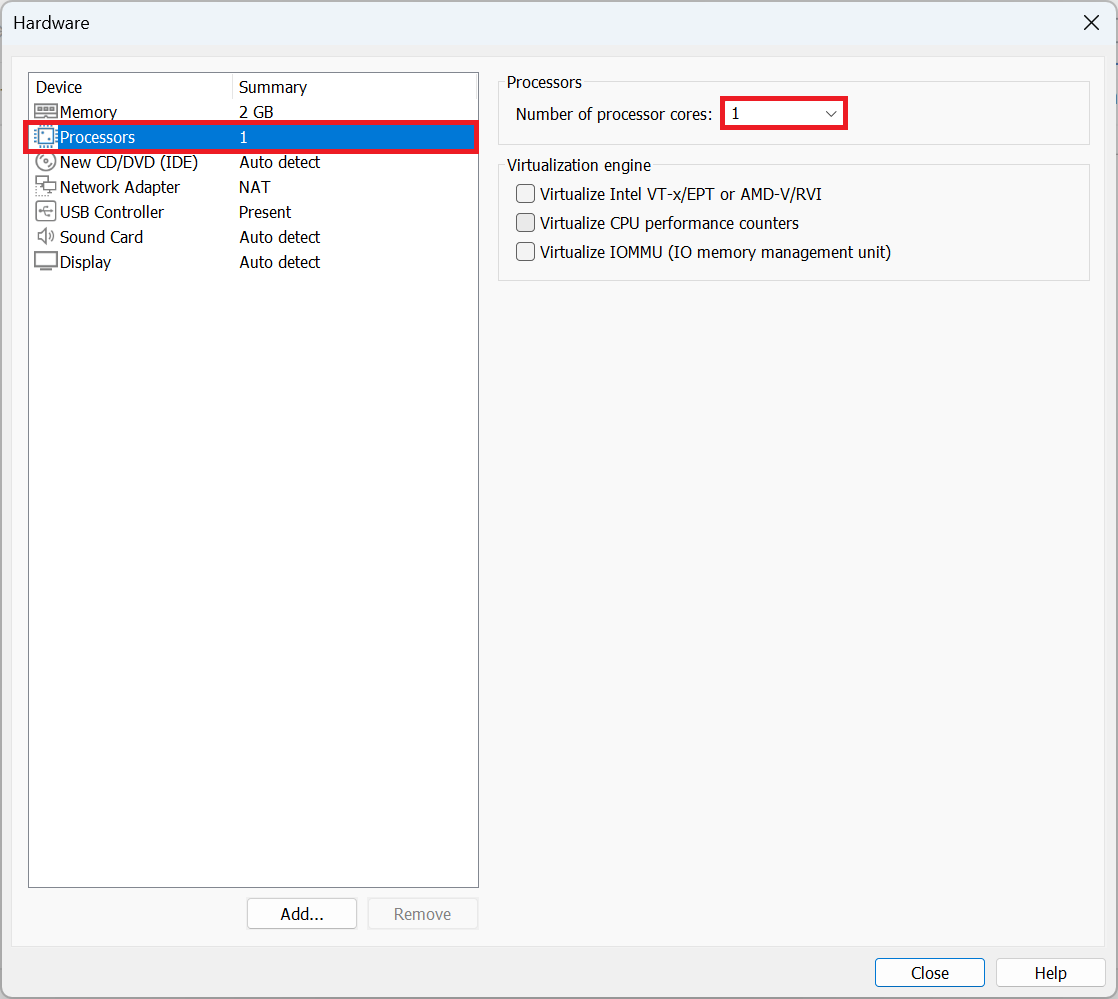 Hardware
Device Summary
Memory 2 GB
Processors 1
New CD/DVD (IDE) Auto detect
Network Adapter NAT
USB Controller Present
Sound Card Auto detect
Display Auto detect
Add...
Remove
Processors
Number of processor cores: 1
Virtualization engine
Virtualize Intel VT-x/EPT or AMD-V/RVI
Virtualize CPU performance counters
Virtualize IOMMU (IO memory management unit)
Close
Help